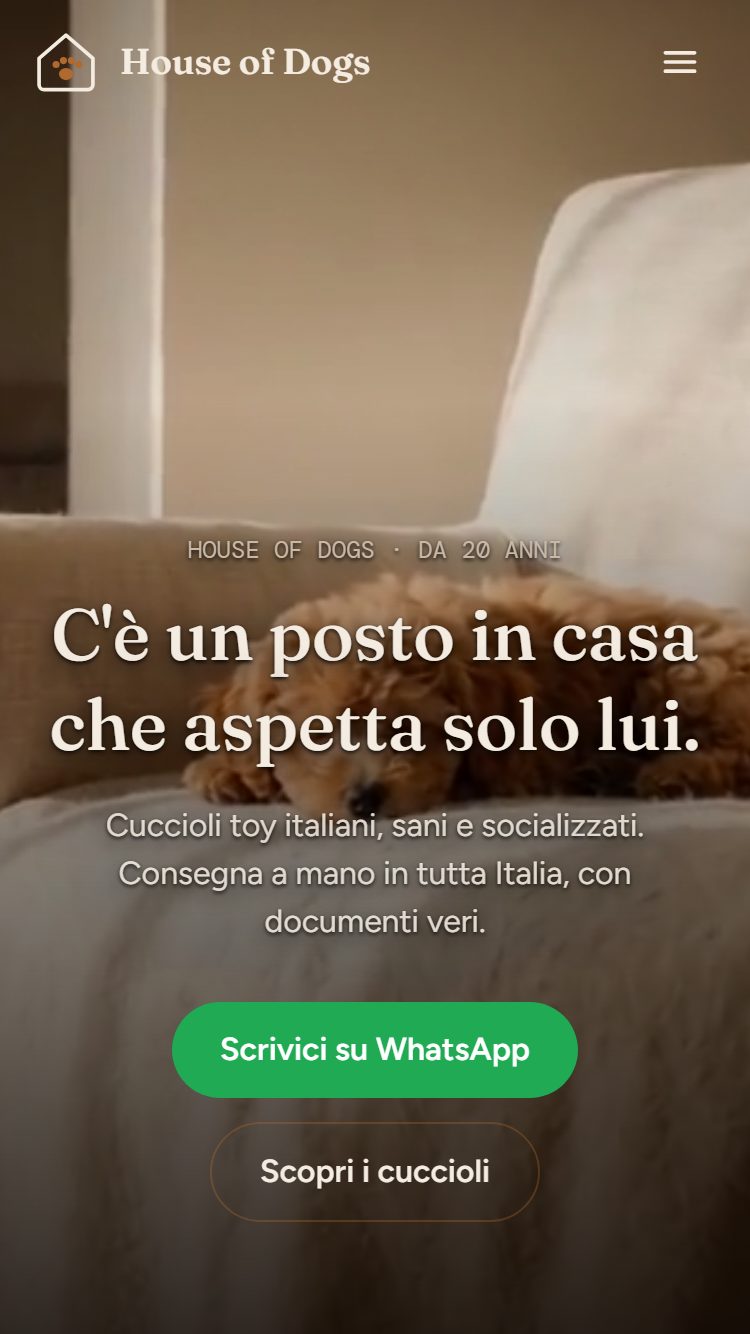 House of Dogs
HOUSE OF DOGS · DA 20 ANNI
C'è un posto in casa
che aspetta solo lui.
Cuccioli toy italiani, sani e socializzati.
Consegna a mano in tutta Italia, con
documenti veri.
Scrivici su WhatsApp
Scopri i cuccioli